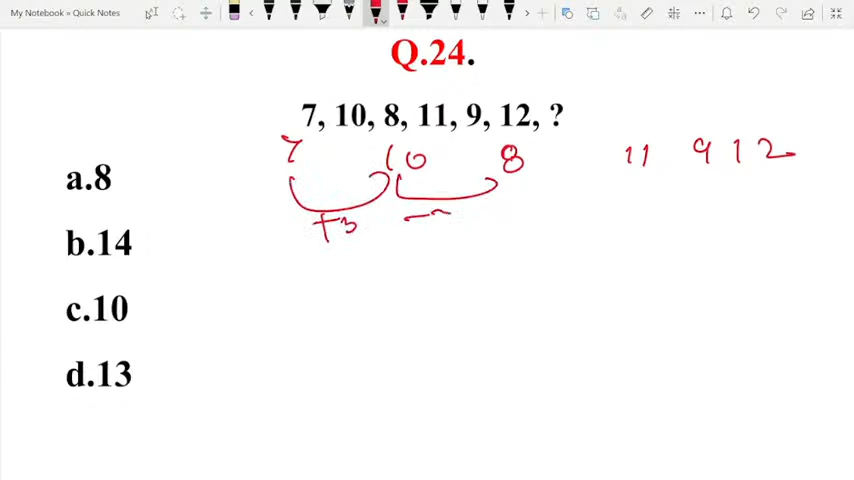 My Notebook » Quick Notes
Q.24.
7, 10, 8, 11, 9, 12, ?
7 10 8 11 9 12
+3 -
a.8
b.14
c.10
d.13